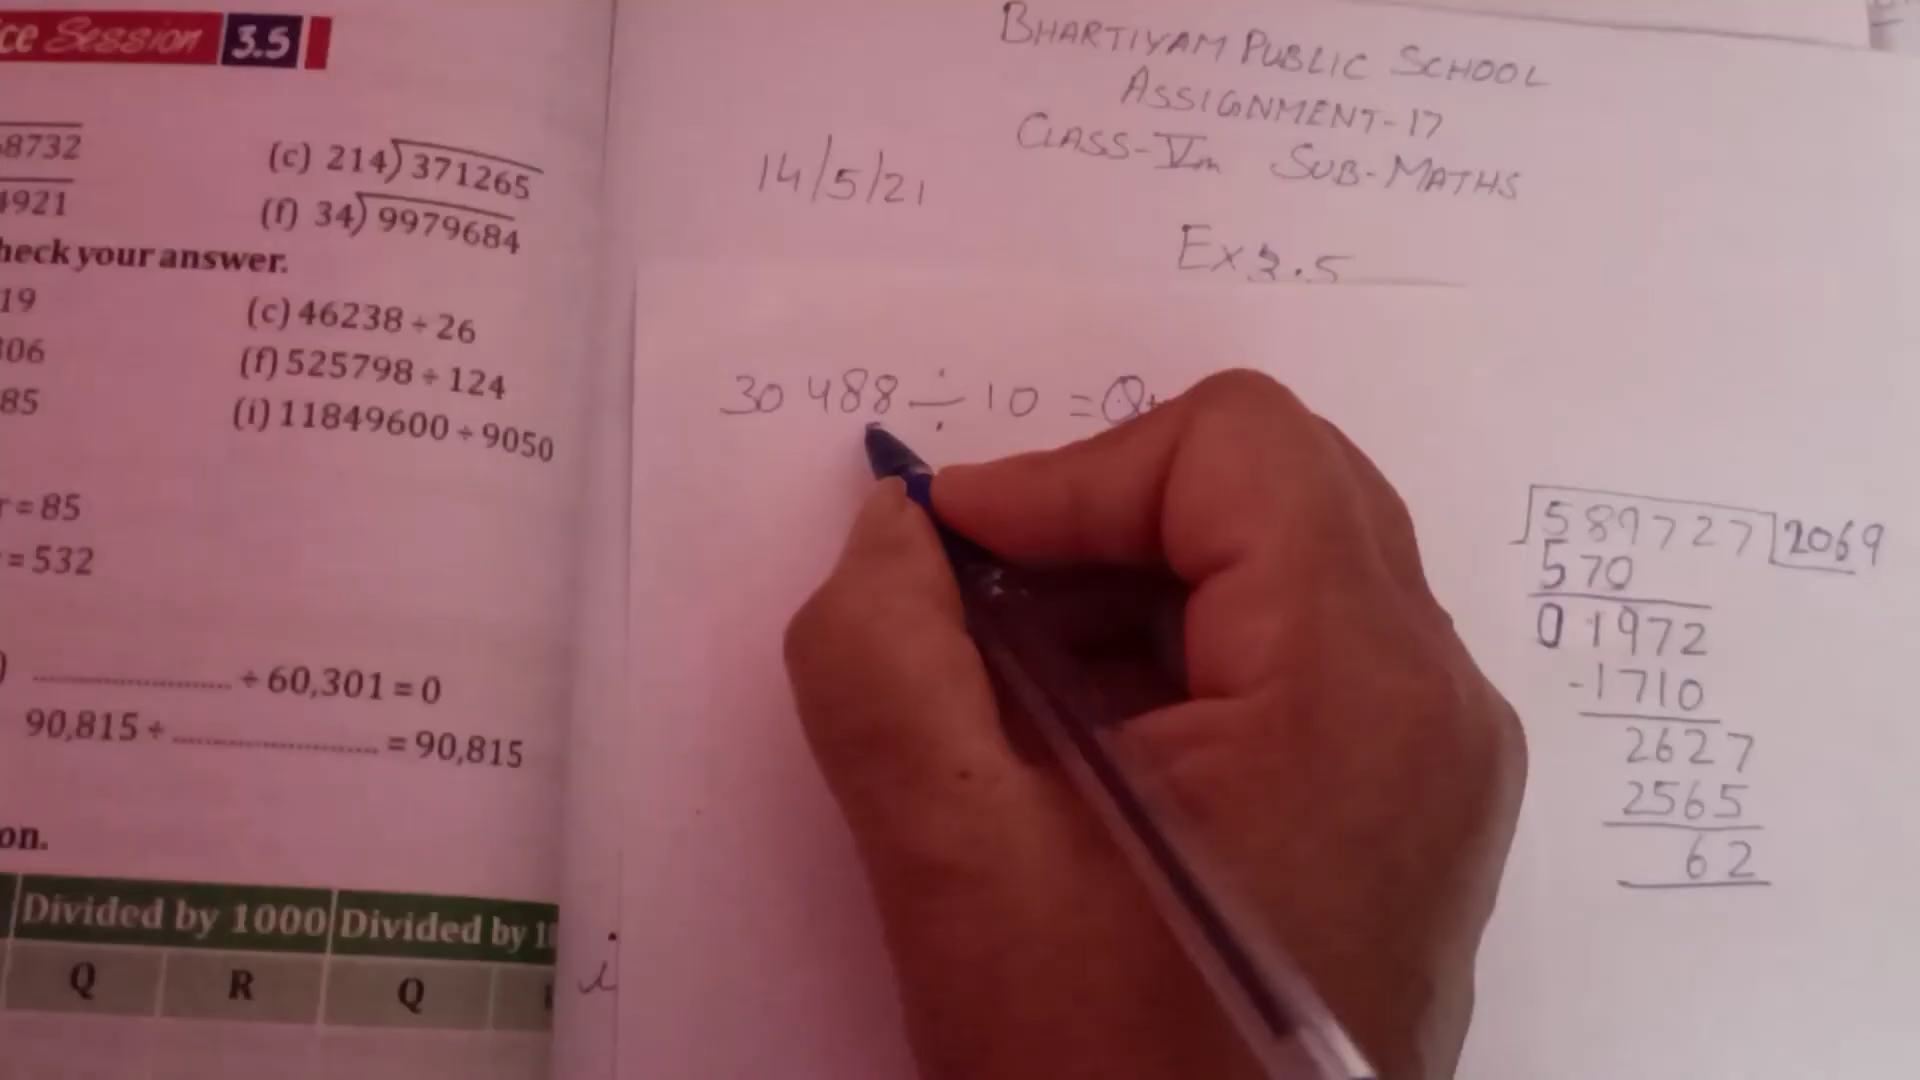 ce Session 3.5
8732
(c) 214)371265
4921
(f) 34)9979684
heck your answer.
19
(c) 46238 ÷ 26
306
(f) 525798 ÷ 124
85
(i) 11849600 ÷ 9050
r = 85
= 532
) .................... ÷ 60,301 = 0
90,815 ÷ .................... = 90,815
on.
Divided by 1000 Divided by 1
Q R Q
BHARTIYAM PUBLIC SCHOOL
ASSIGNMENT-17
CLASS-Vm SUB-MATHS
14/5/21
Ex 3.5
30488 ÷ 10 = Q
589727 2069
570
01972
-1710
2627
2565
62
i